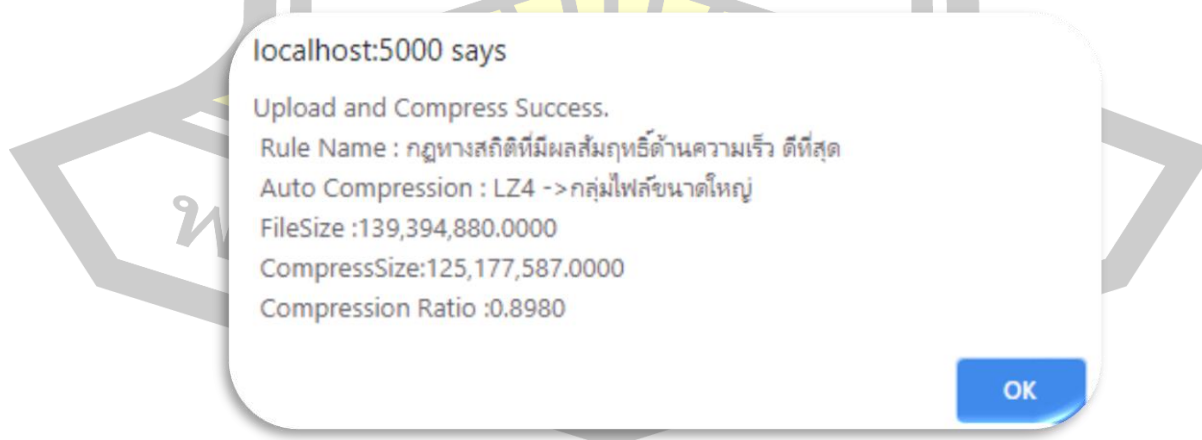 localhost:5000 says
Upload and Compress Success.
Rule Name : กฏทางสถิติที่มีผลสัมฤทธิ์ด้านความเร็ว ดีที่สุด
Auto Compression : LZ4 ->กลุ่มไฟล์ขนาดใหญ่
FileSize :139,394,880.0000
CompressSize:125,177,587.0000
Compression Ratio :0.8980
OK